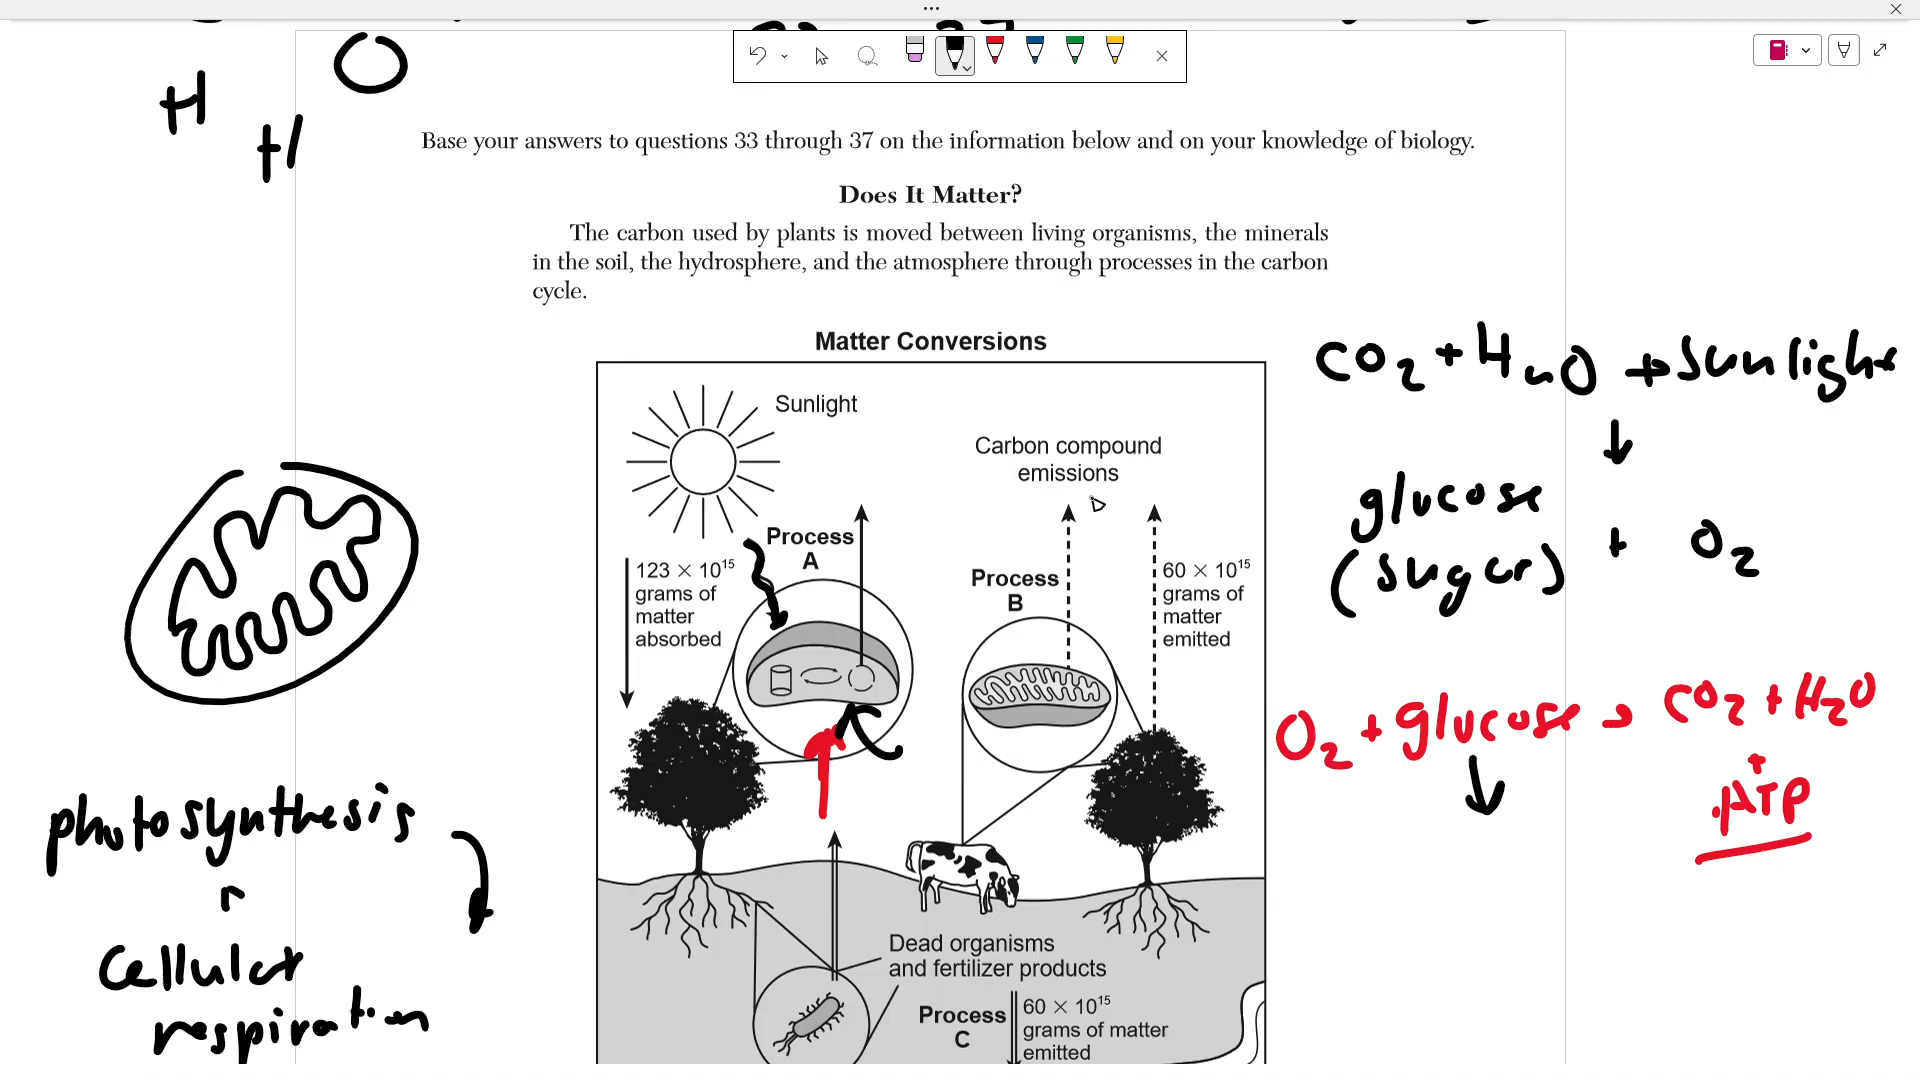 H
O
H
Base your answers to questions 33 through 37 on the information below and on your knowledge of biology.
Does It Matter?
The carbon used by plants is moved between living organisms, the minerals
in the soil, the hydrosphere, and the atmosphere through processes in the carbon
cycle.
Matter Conversions
Sunlight
Carbon compound
emissions
Process
A
123 × 10¹⁵
grams of
matter
absorbed
Process
B
60 × 10¹⁵
grams of
matter
emitted
Dead organisms
and fertilizer products
Process
C
60 × 10¹⁵
grams of matter
emitted
CO2 + H2O + sunlight
↓
glucose
(sugar) + O2
O2 + glucose → CO2 + H2O
+
ATP
photosynthesis
cellular
respiration